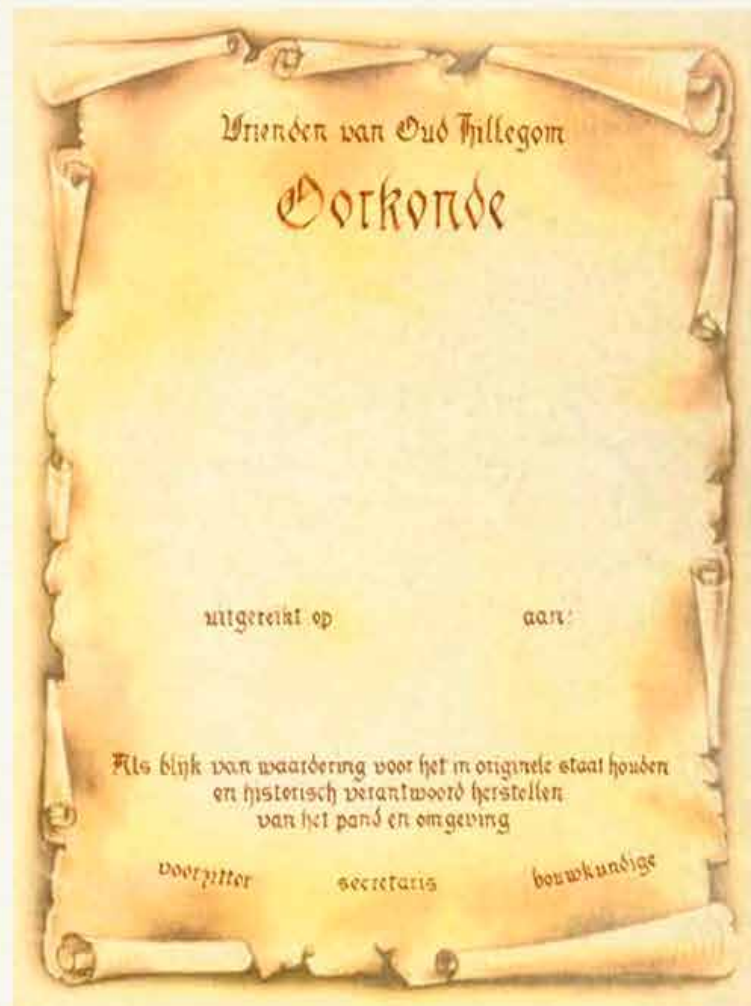 Vrienden van Oud Hillegom
Oorkonde
uitgereikt op aan:
Als blijk van waardering voor het in originele staat houden
en historisch verantwoord herstellen
van het pand en omgeving
voorzitter secretaris bouwkundige